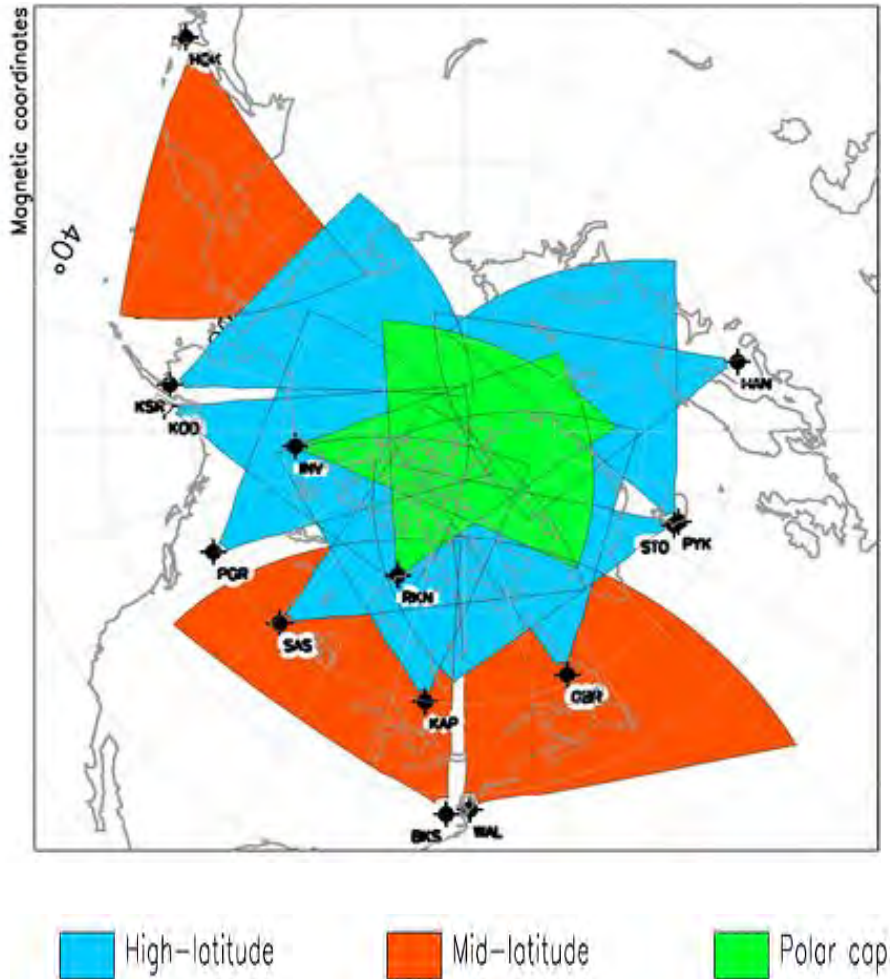 Magnetic coordinates
HOK
40°
KSR
KOD
HAN
INV
STO
PYK
PGR
RKN
SAS
GBR
KAP
BKS
WAL
High-latitude
Mid-latitude
Polar cap